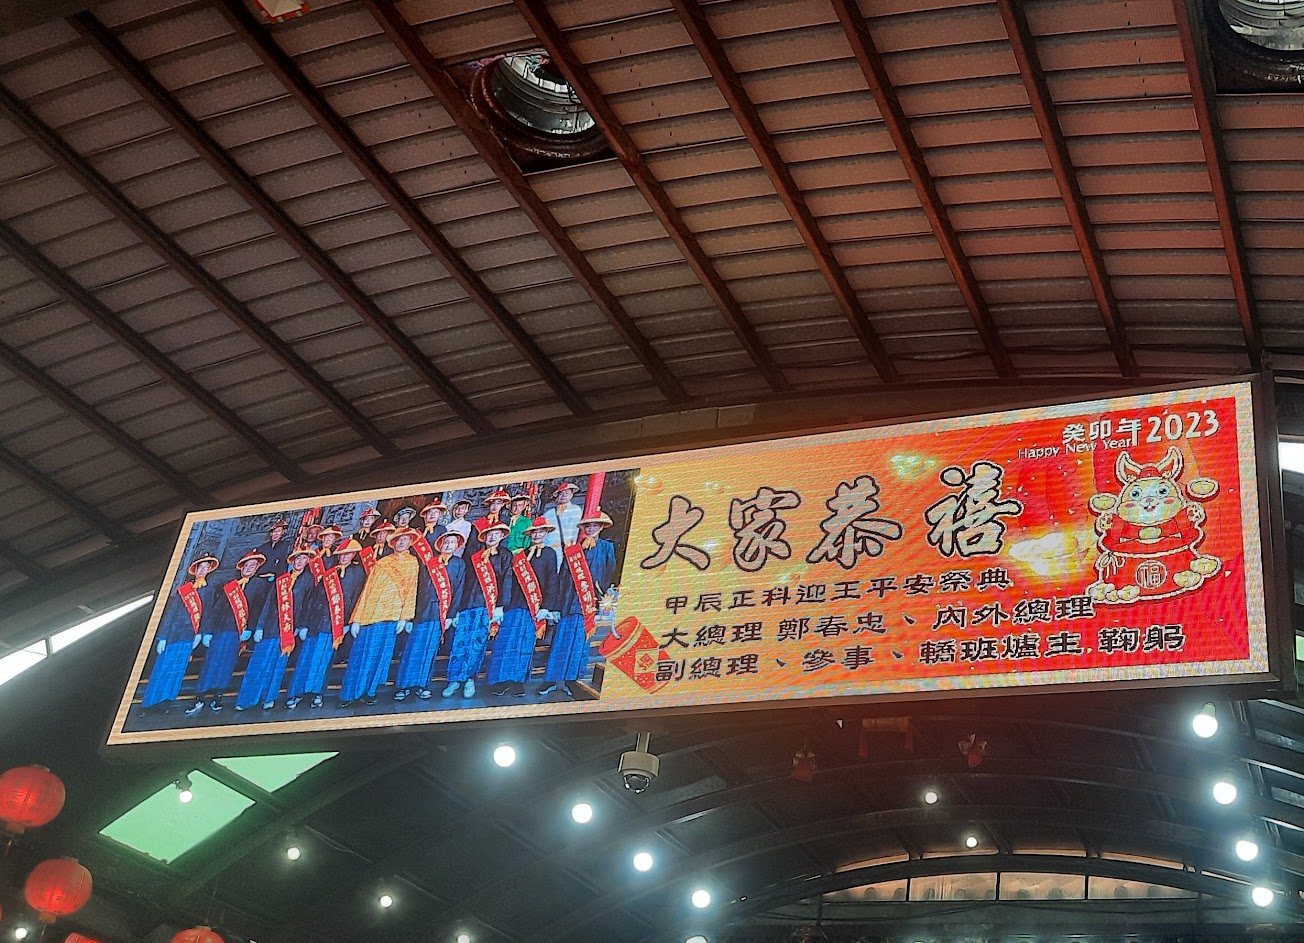 癸卯年2023
Happy New Year
大家恭禧
甲辰正科迎王平安祭典
大總理 鄭春忠、內外總理
副總理、參事、轎班爐主 鞠躬
福